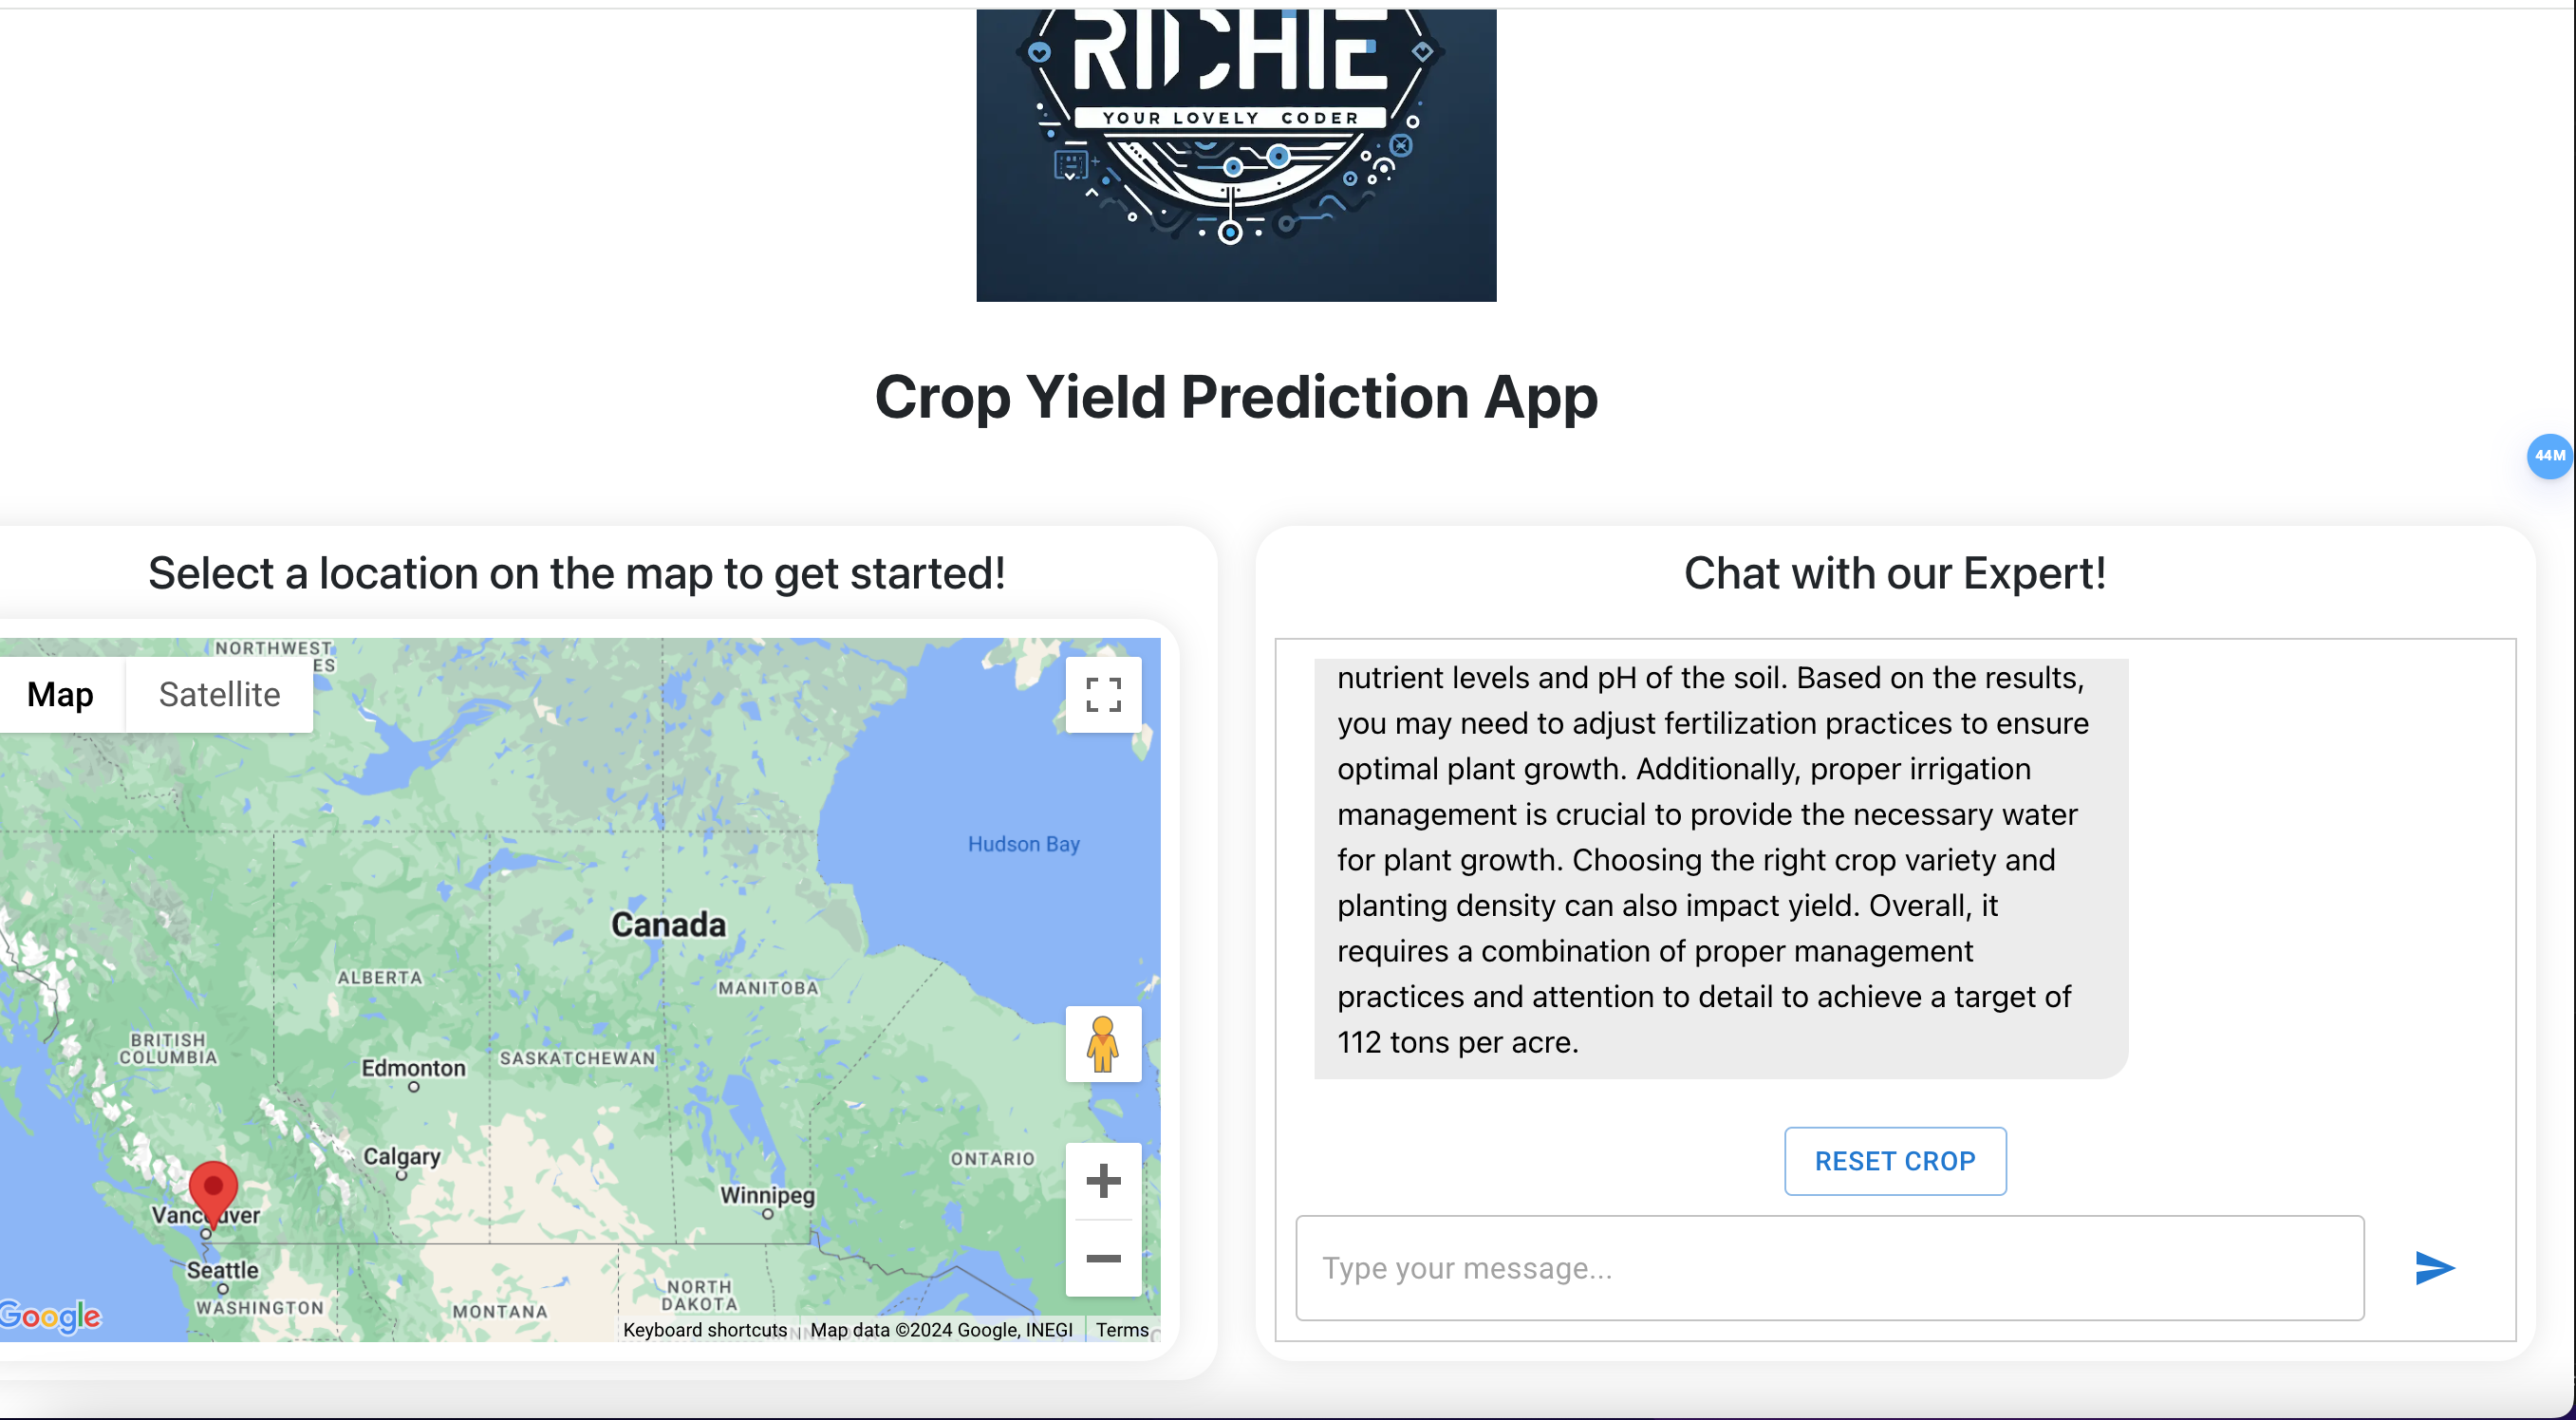 RICHIE
YOUR LOVELY CODER
Crop Yield Prediction App
44M
Select a location on the map to get started!
Map
Satellite
NORTHWEST
ES
Hudson Bay
Canada
ALBERTA
MANITOBA
BRITISH
COLUMBIA
Edmonton
SASKATCHEWAN
Calgary
ONTARIO
Winnipeg
Vancouver
Seattle
WASHINGTON
MONTANA
NORTH
DAKOTA
Google
Keyboard shortcuts
Map data ©2024 Google, INEGI
Terms
Chat with our Expert!
nutrient levels and pH of the soil. Based on the results,
you may need to adjust fertilization practices to ensure
optimal plant growth. Additionally, proper irrigation
management is crucial to provide the necessary water
for plant growth. Choosing the right crop variety and
planting density can also impact yield. Overall, it
requires a combination of proper management
practices and attention to detail to achieve a target of
112 tons per acre.
RESET CROP
Type your message...